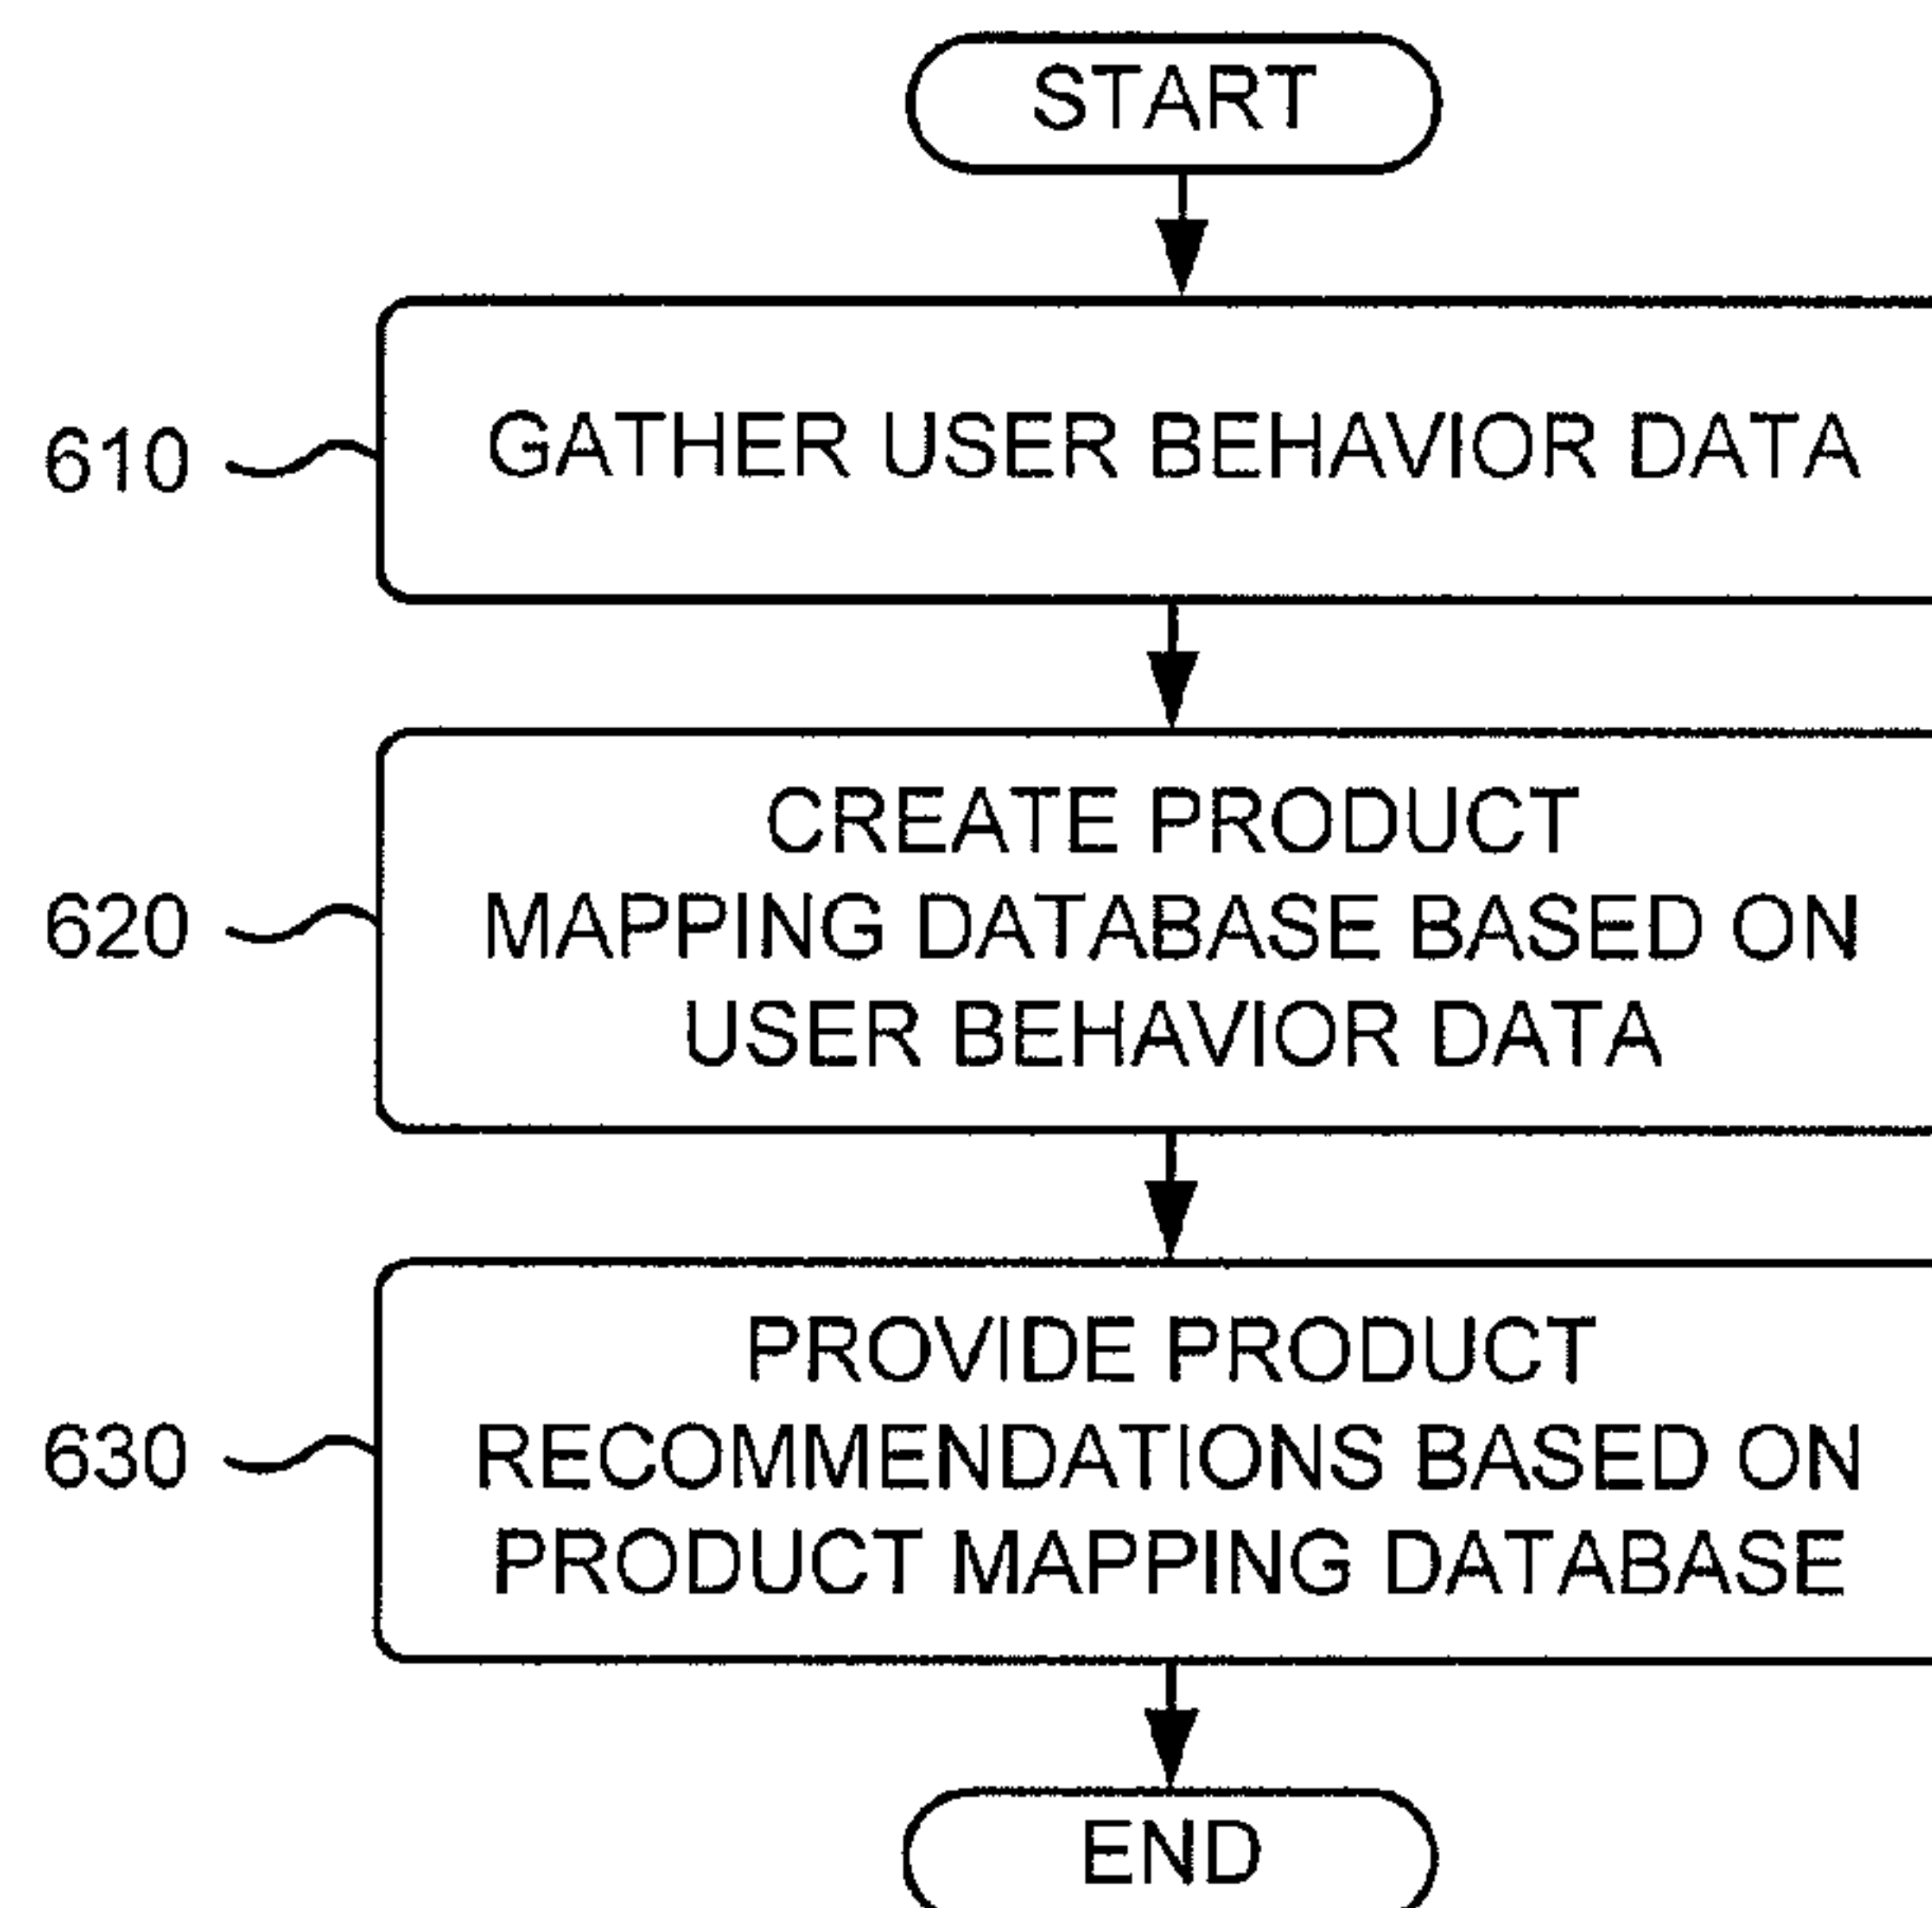 START
610
GATHER USER BEHAVIOR DATA
620
CREATE PRODUCT
MAPPING DATABASE BASED ON
USER BEHAVIOR DATA
630
PROVIDE PRODUCT
RECOMMENDATIONS BASED ON
PRODUCT MAPPING DATABASE
END